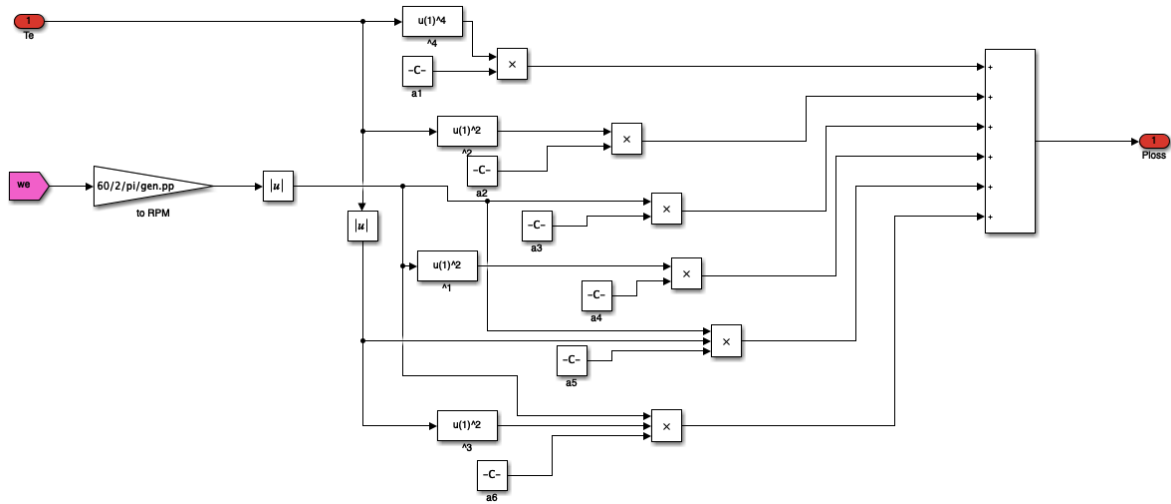 1
Te
u(1)^4
^4
-C-
a1
×
u(1)^2
^2
-C-
a2
×
we
60/2/pi/gen.pp
to RPM
|u|
|u|
-C-
a3
×
u(1)^2
^1
-C-
a4
×
-C-
a5
×
u(1)^2
^3
-C-
a6
×
+
+
+
+
+
+
1
Ploss